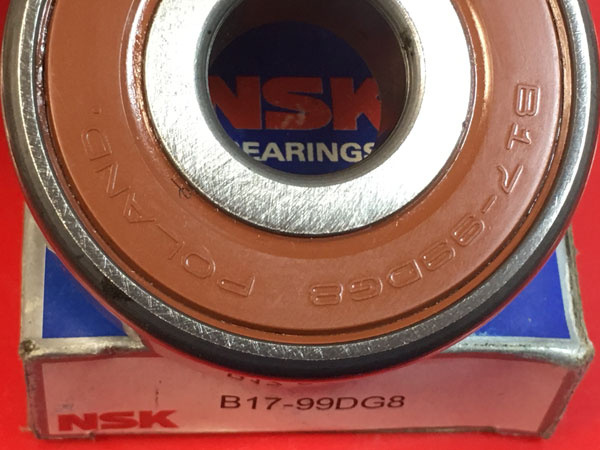 NSK
BEARINGS
B17-99DG8 POLAND
NSK
B17-99DG8